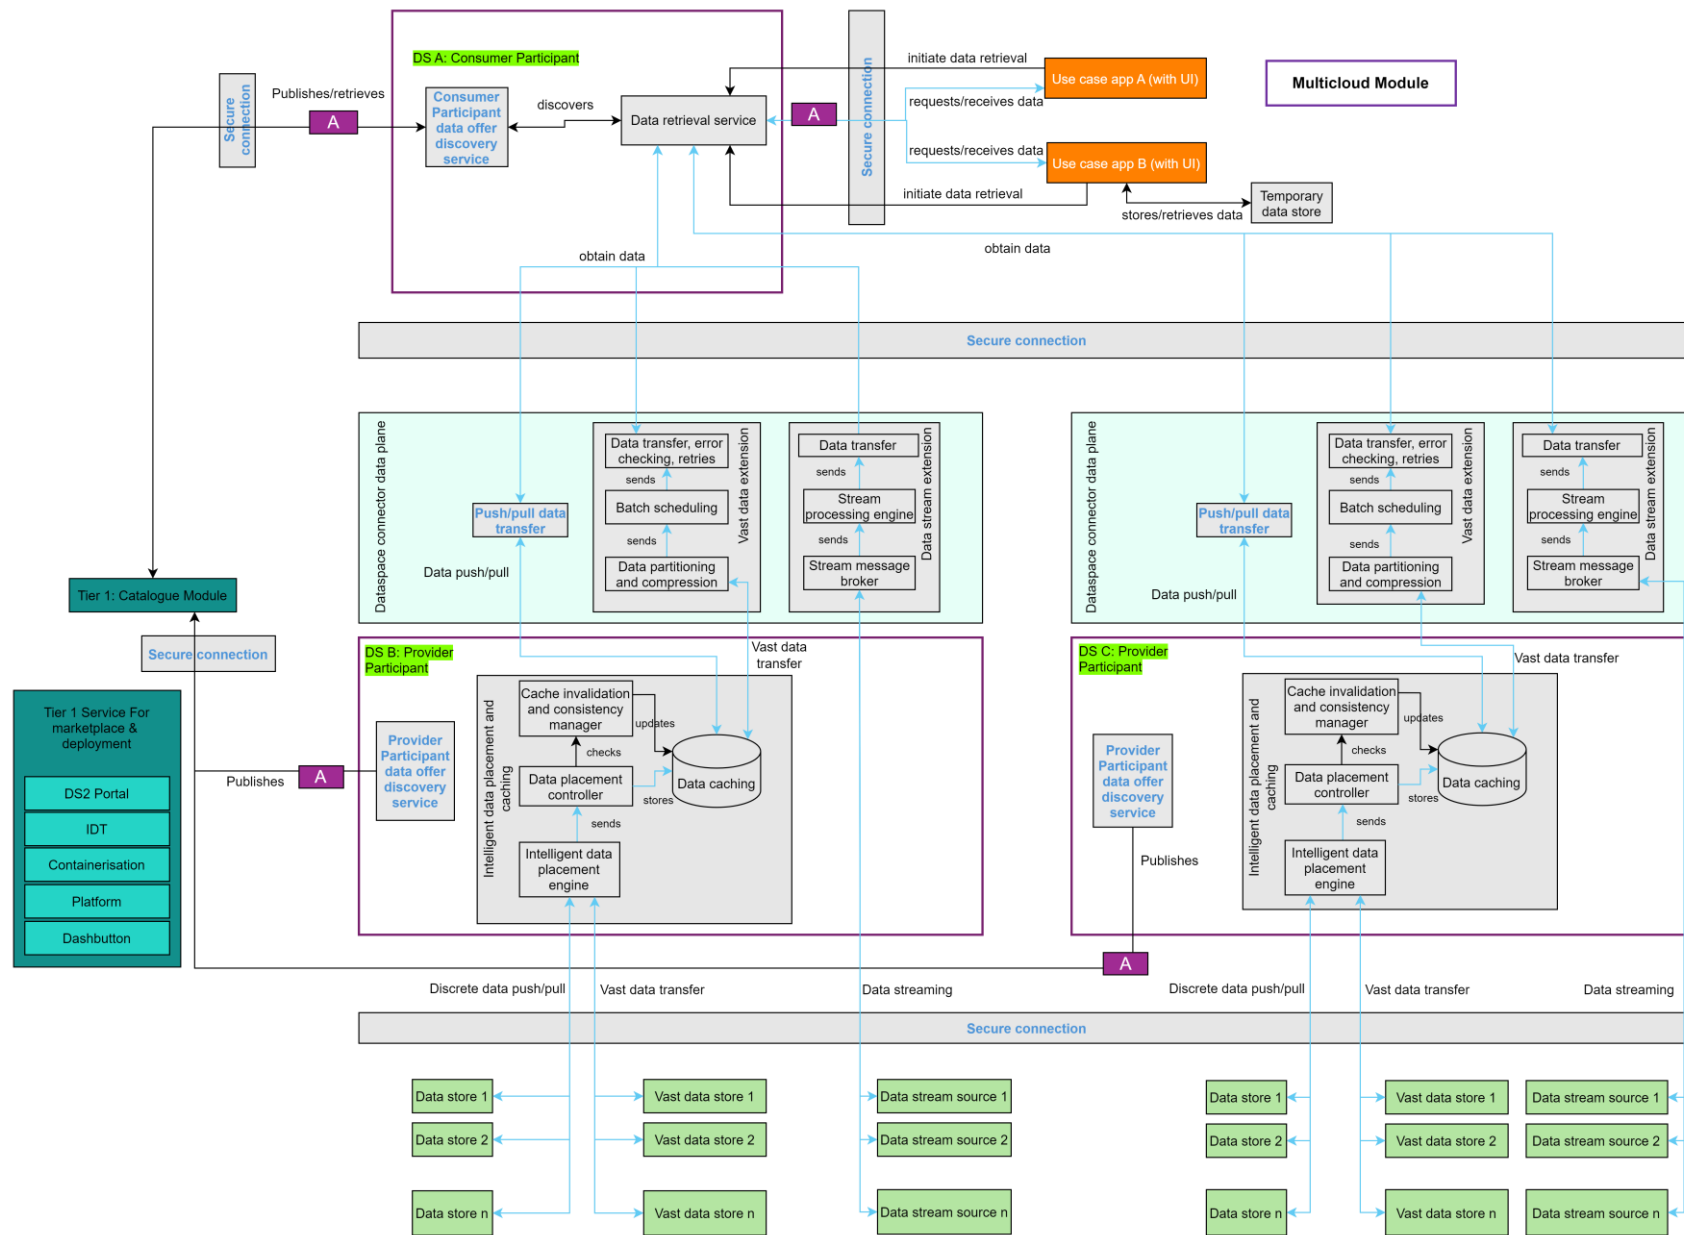 DS A: Consumer Participant
Secure
connection
Publishes/retrieves
A
Consumer
Participant
data offer
discovery
service
discovers
Data retrieval service
A
Secure connection
initiate data retrieval
requests/receives data
requests/receives data
initiate data retrieval
Use case app A (with UI)
Use case app B (with UI)
stores/retrieves data
Temporary
data store
Multicloud Module
obtain data
obtain data
Secure connection
Dataspace connector data plane
Push/pull data
transfer
Data push/pull
Data transfer, error
checking, retries
sends
Batch scheduling
sends
Data partitioning
and compression
Vast data extension
Data transfer
sends
Stream
processing engine
sends
Stream message
broker
Data stream extension
Dataspace connector data plane
Push/pull data
transfer
Data push/pull
Data transfer, error
checking, retries
sends
Batch scheduling
sends
Data partitioning
and compression
Vast data extension
Data transfer
sends
Stream
processing engine
sends
Stream message
broker
Data stream extension
Tier 1: Catalogue Module
Secure connection
Tier 1 Service For
marketplace &
deployment
DS2 Portal
IDT
Containerisation
Platform
Dashbutton
Publishes
A
DS B: Provider
Participant
Provider
Participant
data offer
discovery
service
Intelligent data placement and
caching
Cache invalidation
and consistency
manager
updates
checks
Data placement
controller
stores
sends
Intelligent data
placement
engine
Data caching
Vast data
transfer
DS C: Provider
Participant
Provider
Participant
data offer
discovery
service
Publishes
A
Intelligent data placement and
caching
Cache invalidation
and consistency
manager
updates
checks
Data placement
controller
stores
sends
Intelligent data
placement
engine
Data caching
Vast data transfer
Discrete data push/pull
Vast data transfer
Data streaming
Discrete data push/pull
Vast data transfer
Data streaming
Secure connection
Data store 1
Vast data store 1
Data stream source 1
Data store 1
Vast data store 1
Data stream source 1
Data store 2
Vast data store 2
Data stream source 2
Data store 2
Vast data store 2
Data stream source 2
Data store n
Vast data store n
Data stream source n
Data store n
Vast data store n
Data stream source n